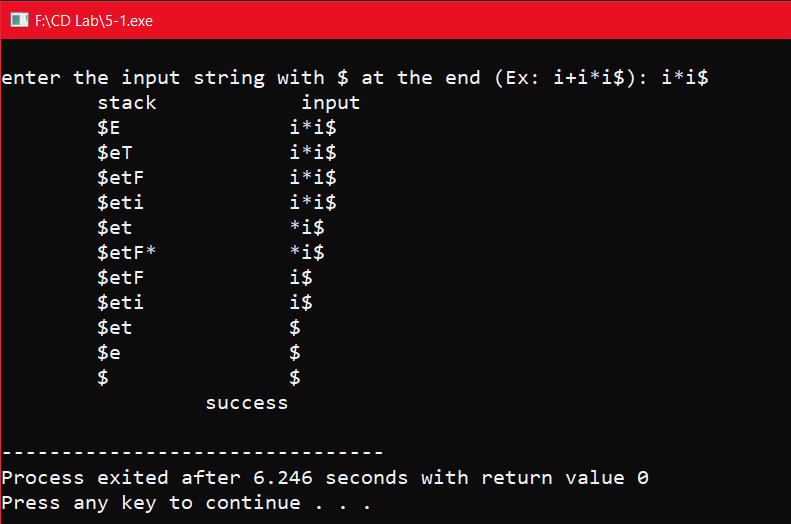 F:\CD Lab\5-1.exe
enter the input string with $ at the end (Ex: i+i*i$): i*i$
stack input
$E i*i$
$eT i*i$
$etF i*i$
$eti i*i$
$et *i$
$etF* *i$
$etF i$
$eti i$
$et $
$e $
$ $
success
--------------------------------
Process exited after 6.246 seconds with return value 0
Press any key to continue . . .